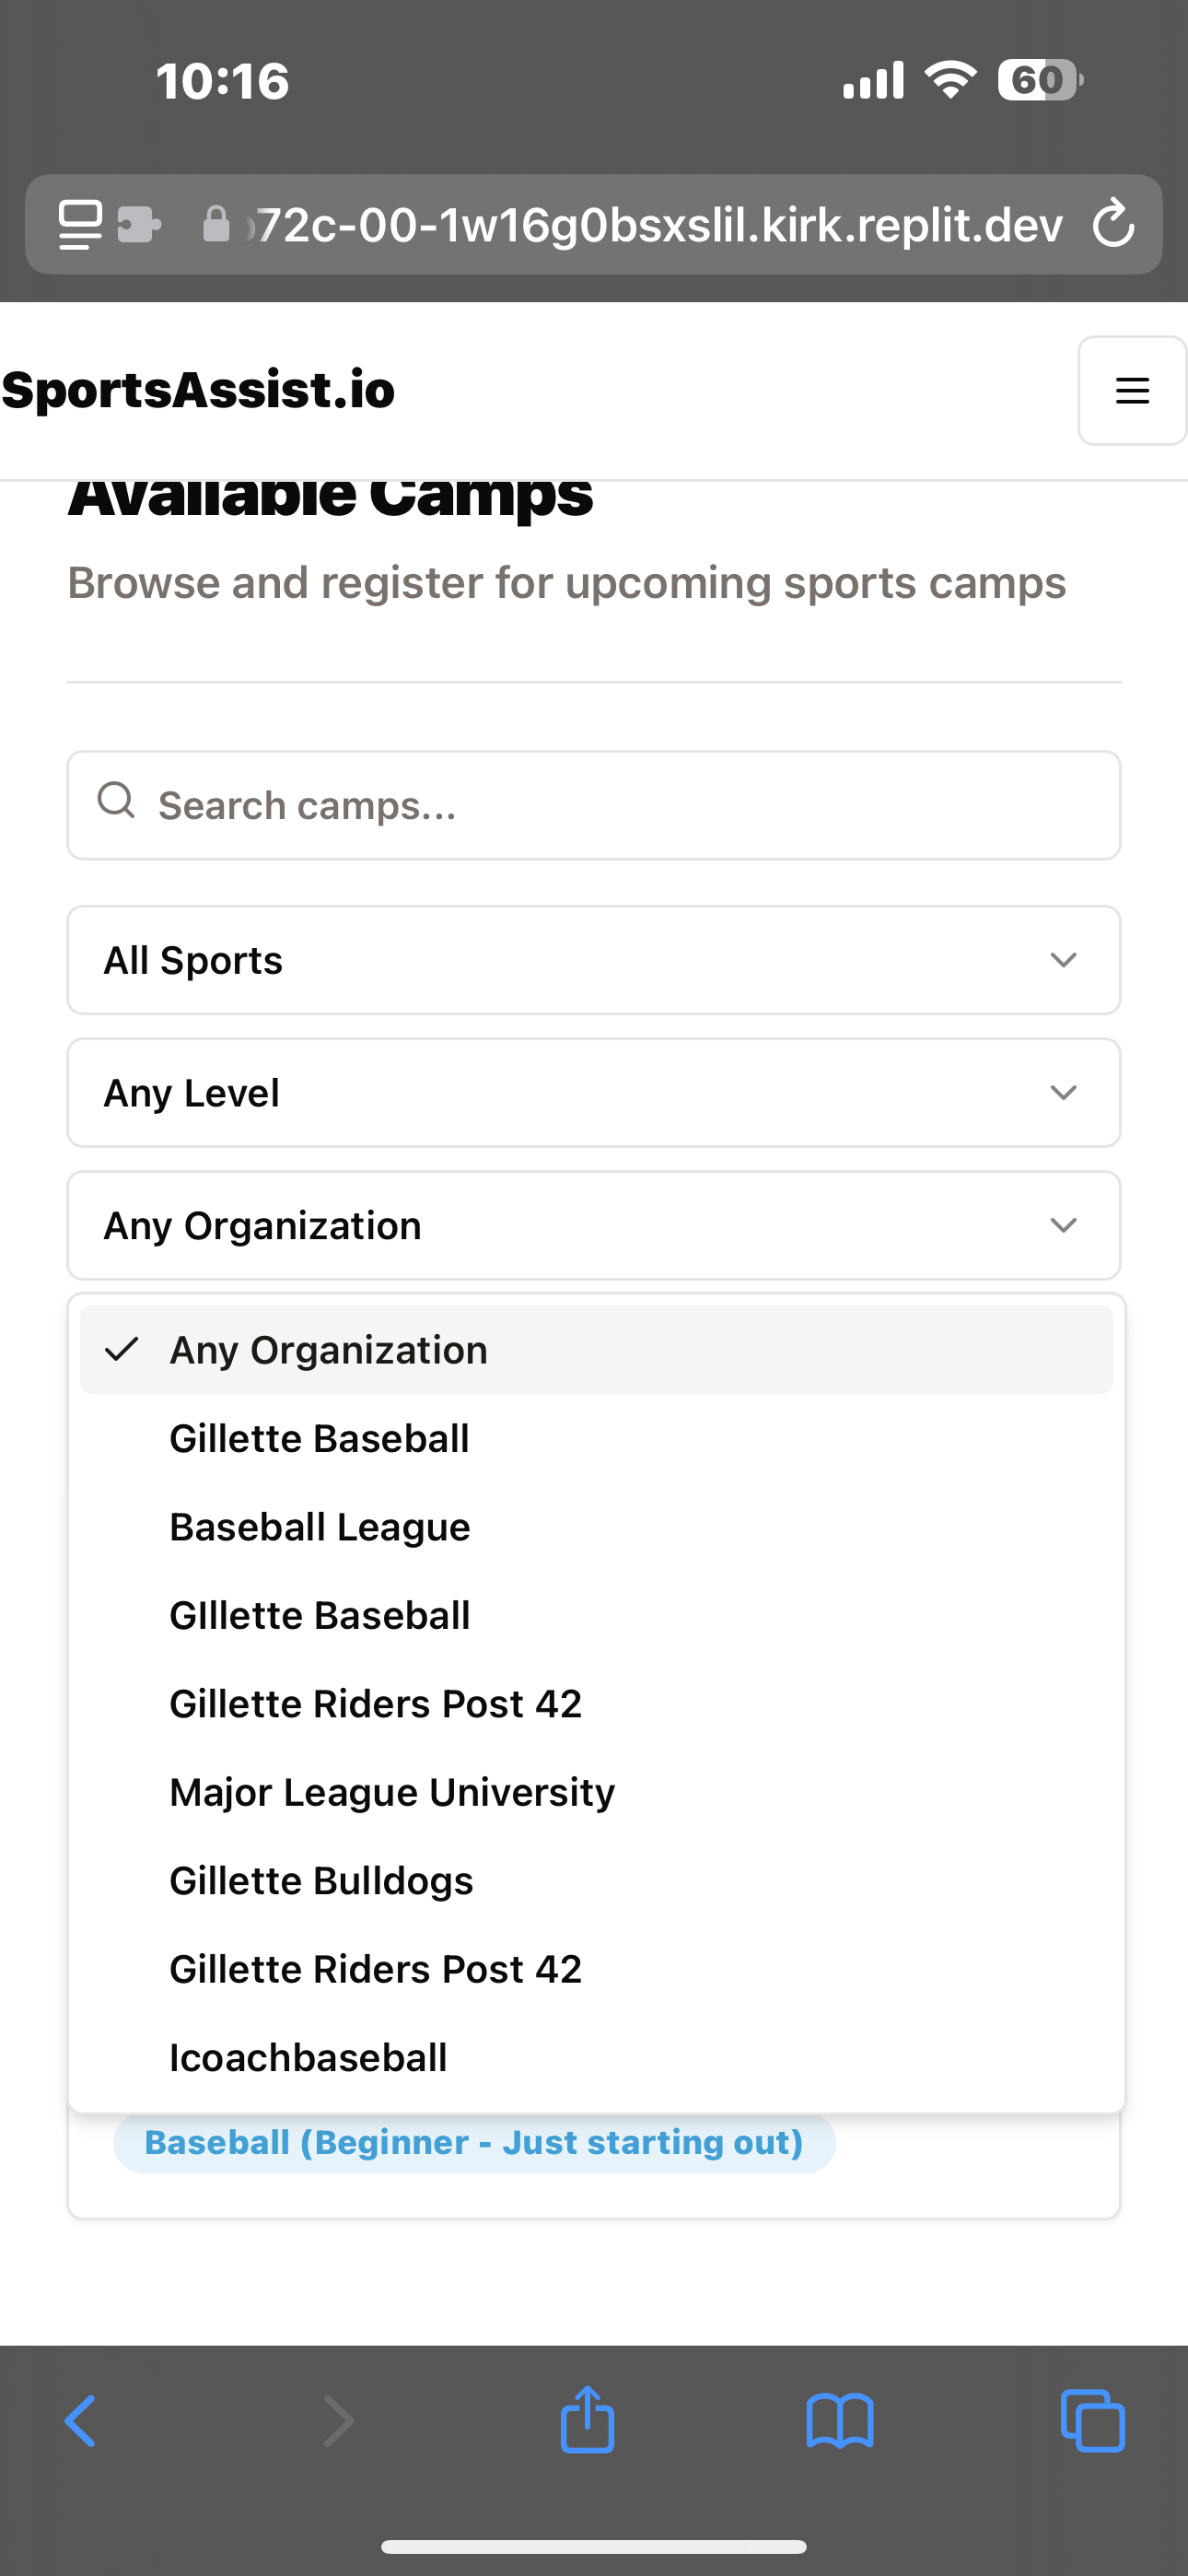 10:16
60
72c-00-1w16g0bsxslil.kirk.replit.dev
SportsAssist.io
Available Camps
Browse and register for upcoming sports camps
Search camps...
All Sports
Any Level
Any Organization
Any Organization
Gillette Baseball
Baseball League
GIllette Baseball
Gillette Riders Post 42
Major League University
Gillette Bulldogs
Gillette Riders Post 42
Icoachbaseball
Baseball (Beginner - Just starting out)